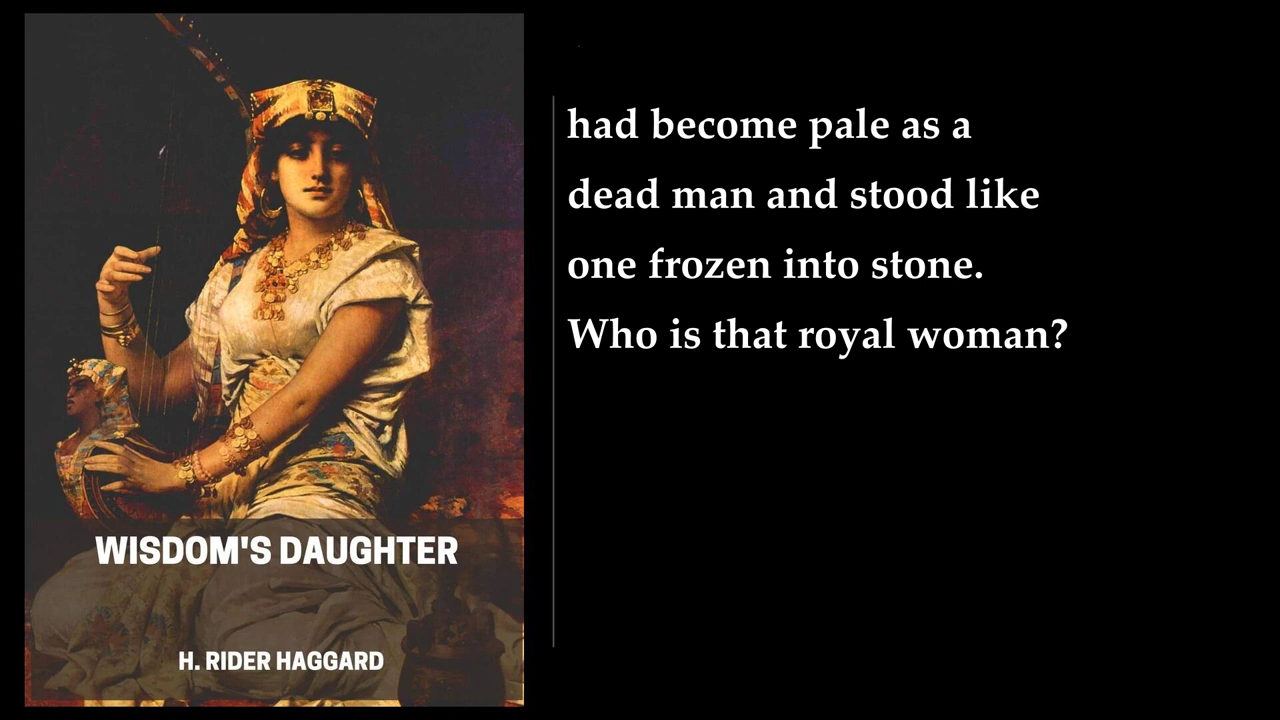 WISDOM'S DAUGHTER
H. RIDER HAGGARD
had become pale as a
dead man and stood like
one frozen into stone.
Who is that royal woman?